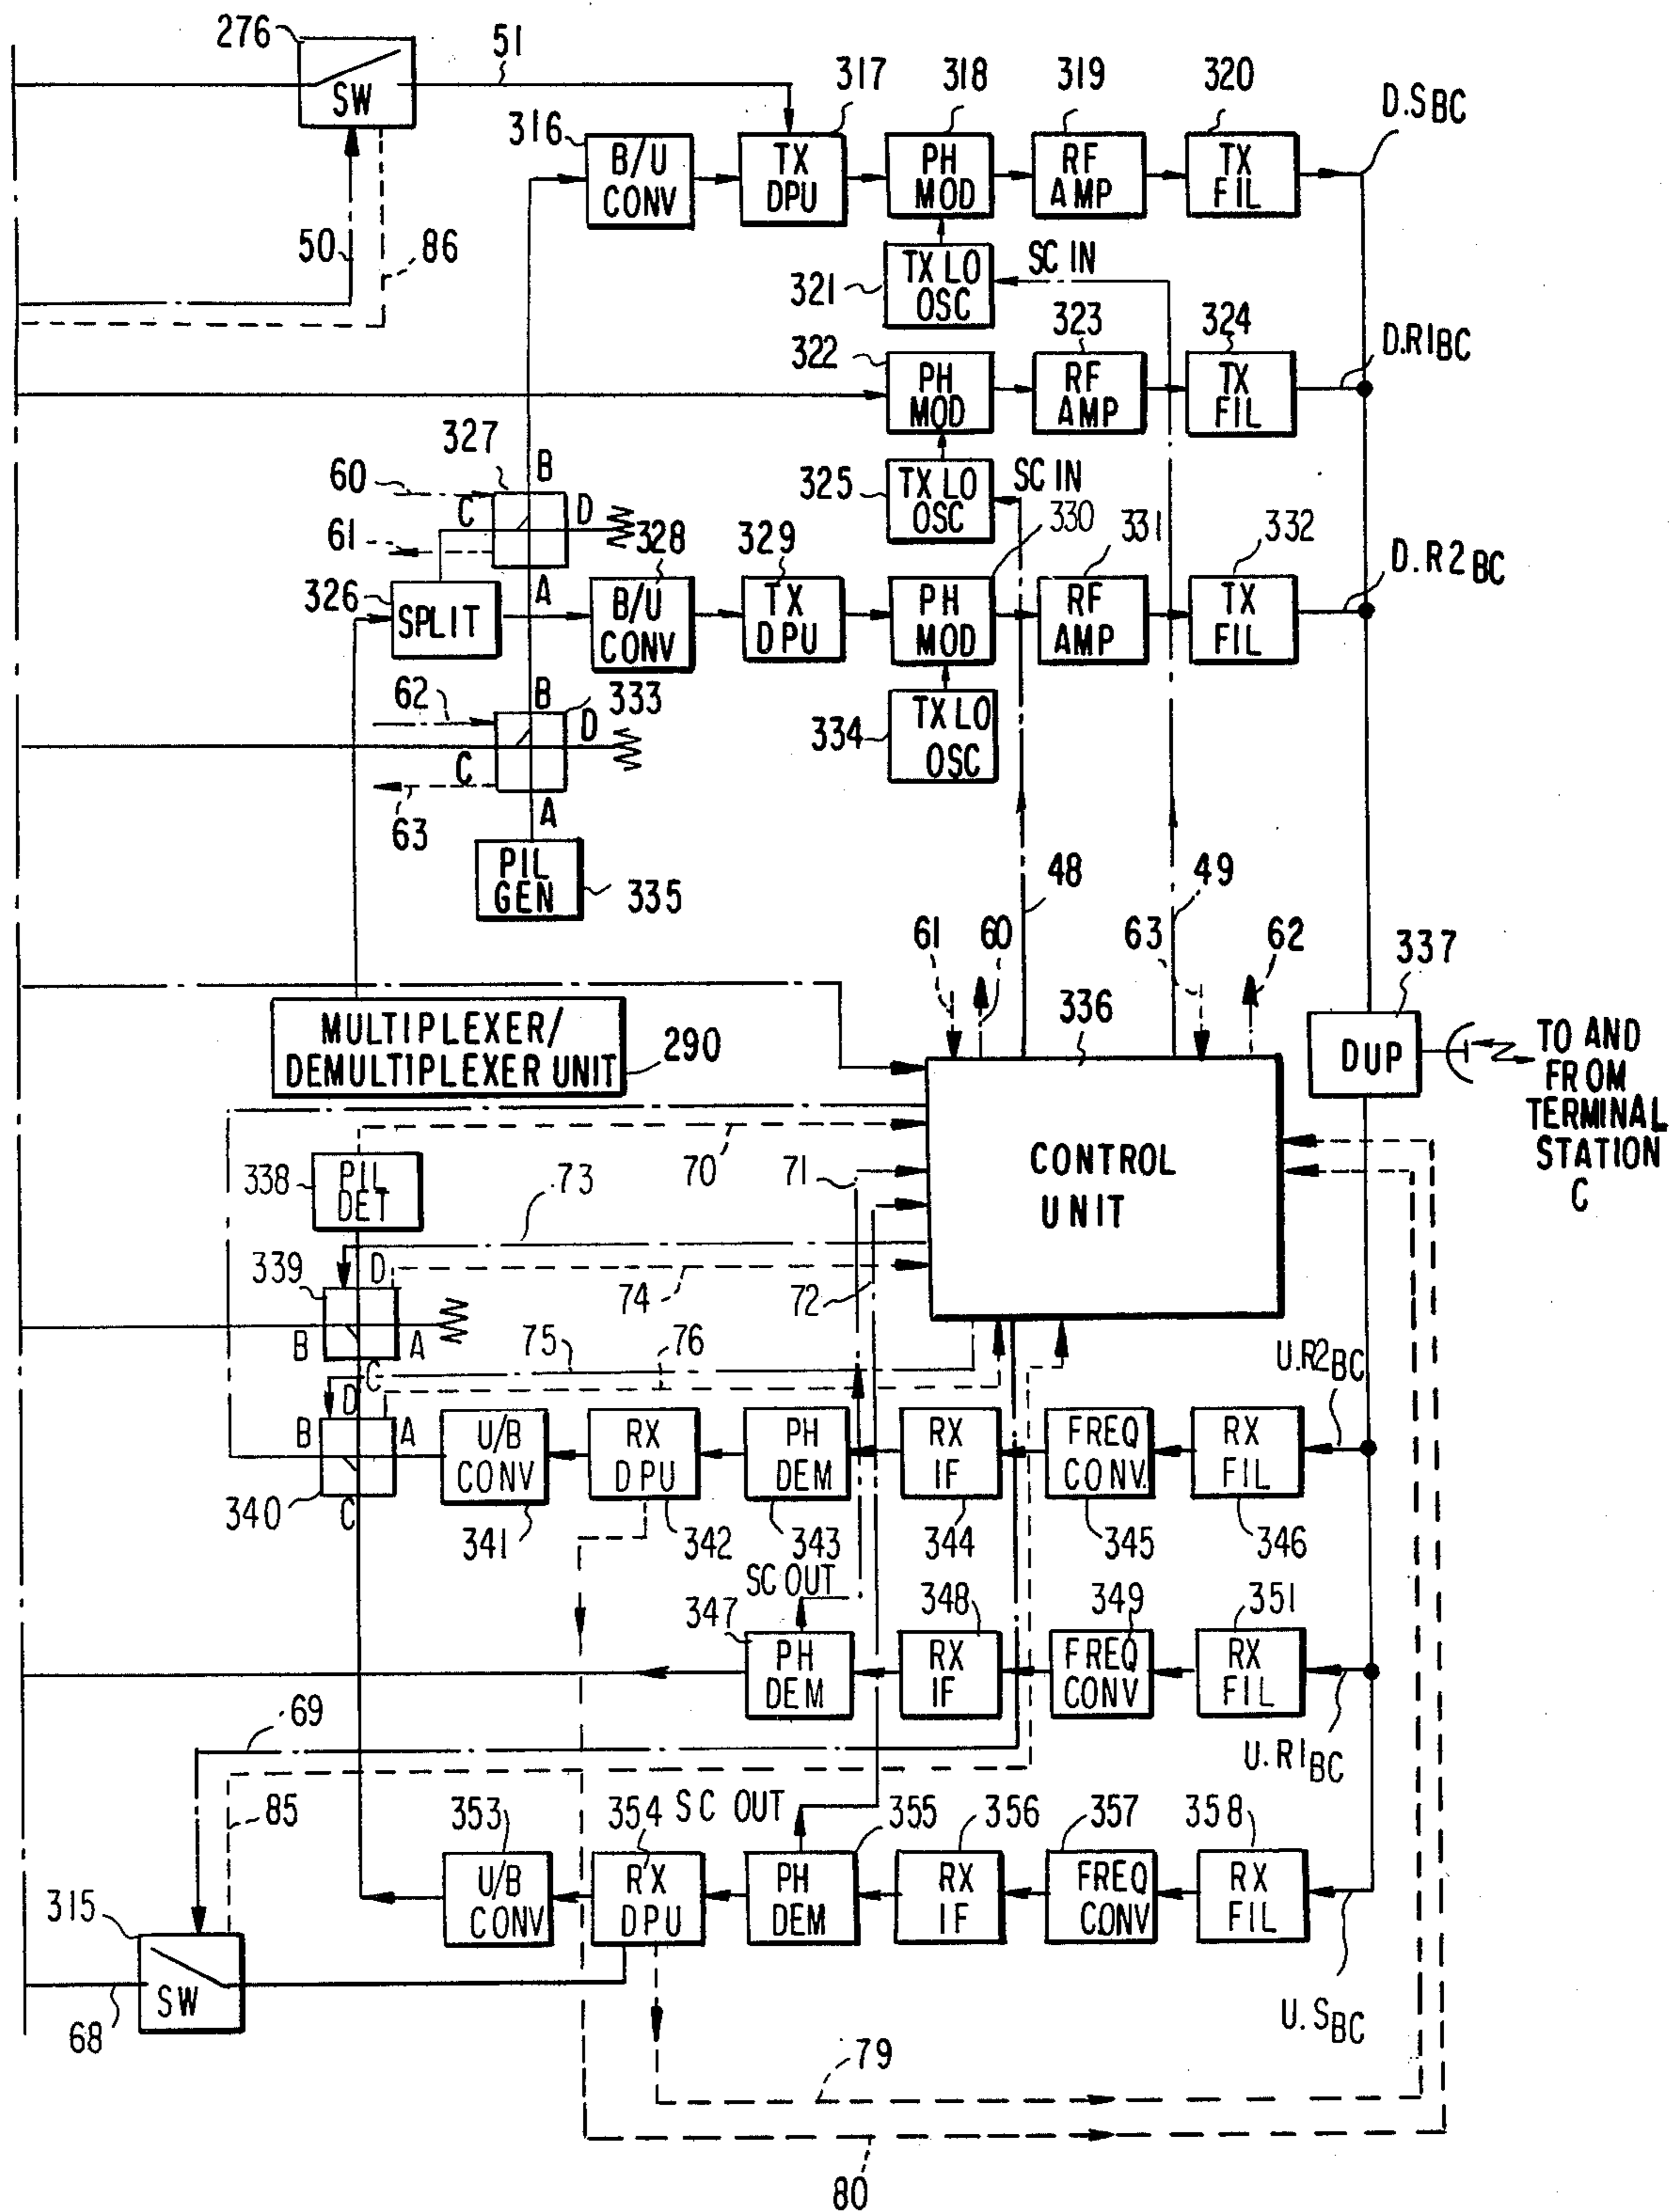 276
SW
51
50
86
316
B/U
CONV
317
TX
DPU
318
PH
MOD
319
RF
AMP
320
TX
FIL
D.SBC
321
TX LO
OSC
SC IN
322
PH
MOD
323
RF
AMP
324
TX
FIL
D.R1BC
325
TX LO
OSC
SC IN
327
60
61
B
C
D
A
326
SPLIT
328
B/U
CONV
329
TX
DPU
330
PH
MOD
331
RF
AMP
332
TX
FIL
D.R2BC
62
B
333
D
C
63
A
334
TX LO
OSC
PIL
GEN
335
48
49
61
60
63
62
336
337
DUP
TO AND
FROM
TERMINAL
STATION
C
MULTIPLEXER/
DEMULTIPLEXER UNIT
290
CONTROL
UNIT
70
71
338
PIL
DET
73
339
D
74
72
B
A
C
75
76
U.R2BC
D
B
A
340
C
U/B
CONV
341
RX
DPU
342
PH
DEM
343
RX
IF
344
FREQ
CONV.
345
RX
FIL
346
SC OUT
347
PH
DEM
348
RX
IF
349
FREQ
CONV
351
RX
FIL
U.R1BC
69
85
SC OUT
353
U/B
CONV
354
RX
DPU
355
PH
DEM
356
RX
IF
357
FREQ
CONV
358
RX
FIL
U.SBC
315
SW
68
79
80